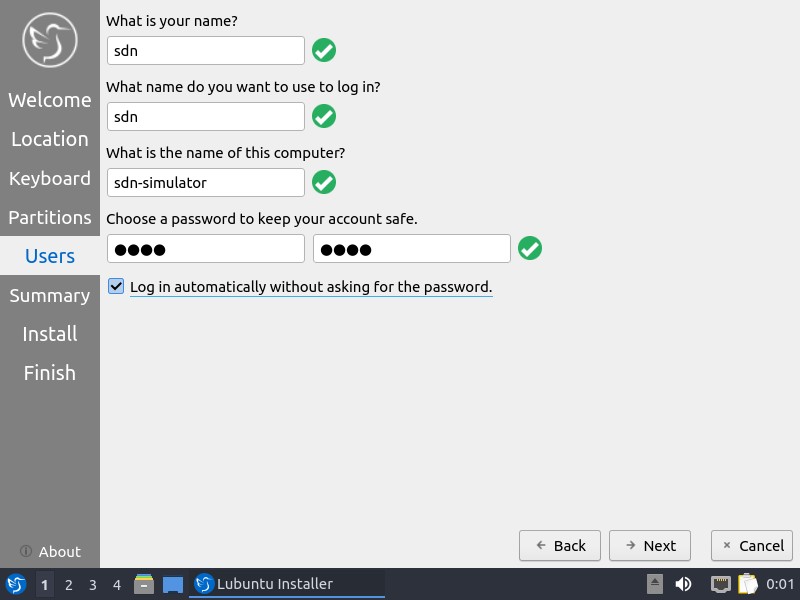 What is your name?
sdn
What name do you want to use to log in?
sdn
What is the name of this computer?
sdn-simulator
Choose a password to keep your account safe.
●●●● ●●●●
Log in automatically without asking for the password.
Welcome
Location
Keyboard
Partitions
Users
Summary
Install
Finish
About
Back Next Cancel
1 2 3 4 Lubuntu Installer 0:01